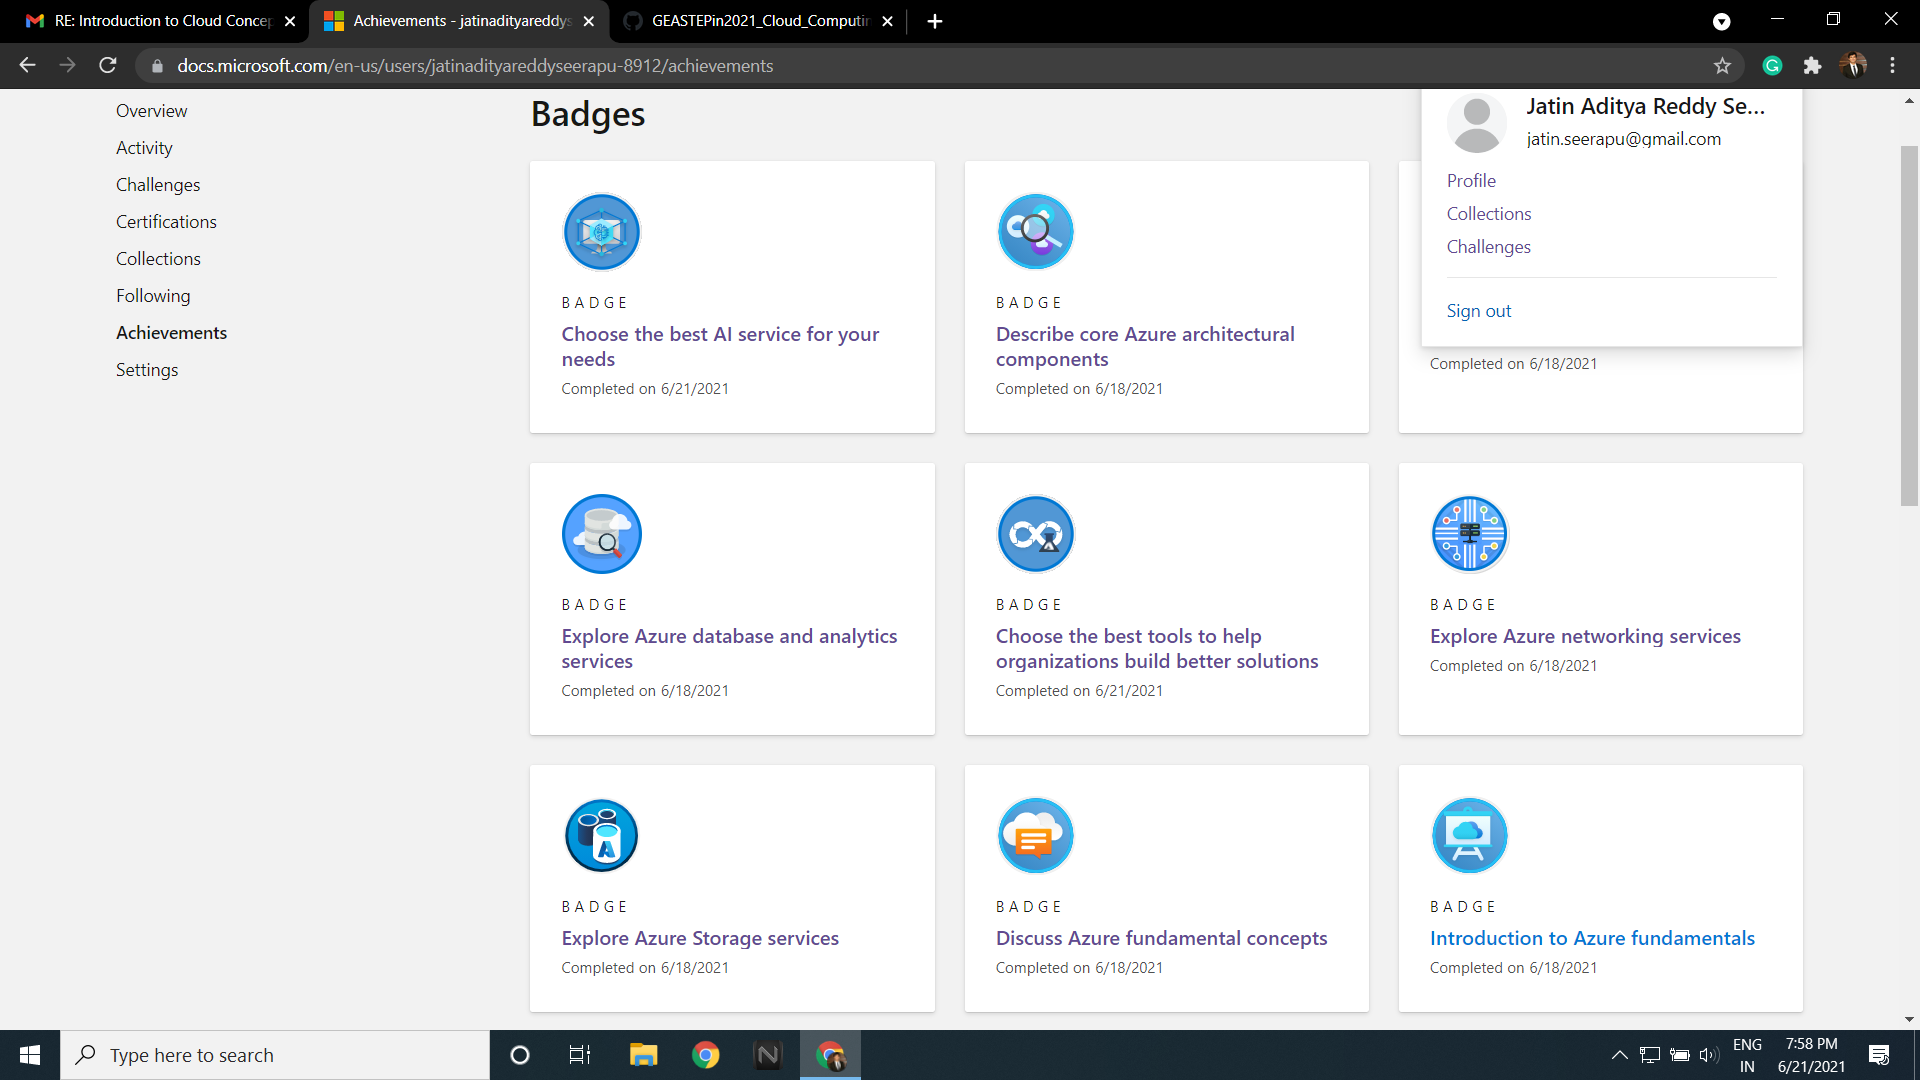 RE: Introduction to Cloud Concep
Achievements - jatinadityareddys
GEASTEPin2021_Cloud_Computin
docs.microsoft.com/en-us/users/jatinadityareddyseerapu-8912/achievements
Overview
Activity
Challenges
Certifications
Collections
Following
Achievements
Settings
Badges
Jatin Aditya Reddy Se...
jatin.seerapu@gmail.com
Profile
Collections
Challenges
Sign out
BADGE
Choose the best AI service for your
needs
Completed on 6/21/2021
BADGE
Describe core Azure architectural
components
Completed on 6/18/2021
Completed on 6/18/2021
BADGE
Explore Azure database and analytics
services
Completed on 6/18/2021
BADGE
Choose the best tools to help
organizations build better solutions
Completed on 6/21/2021
BADGE
Explore Azure networking services
Completed on 6/18/2021
BADGE
Explore Azure Storage services
Completed on 6/18/2021
BADGE
Discuss Azure fundamental concepts
Completed on 6/18/2021
BADGE
Introduction to Azure fundamentals
Completed on 6/18/2021
Type here to search
ENG
IN
7:58 PM
6/21/2021